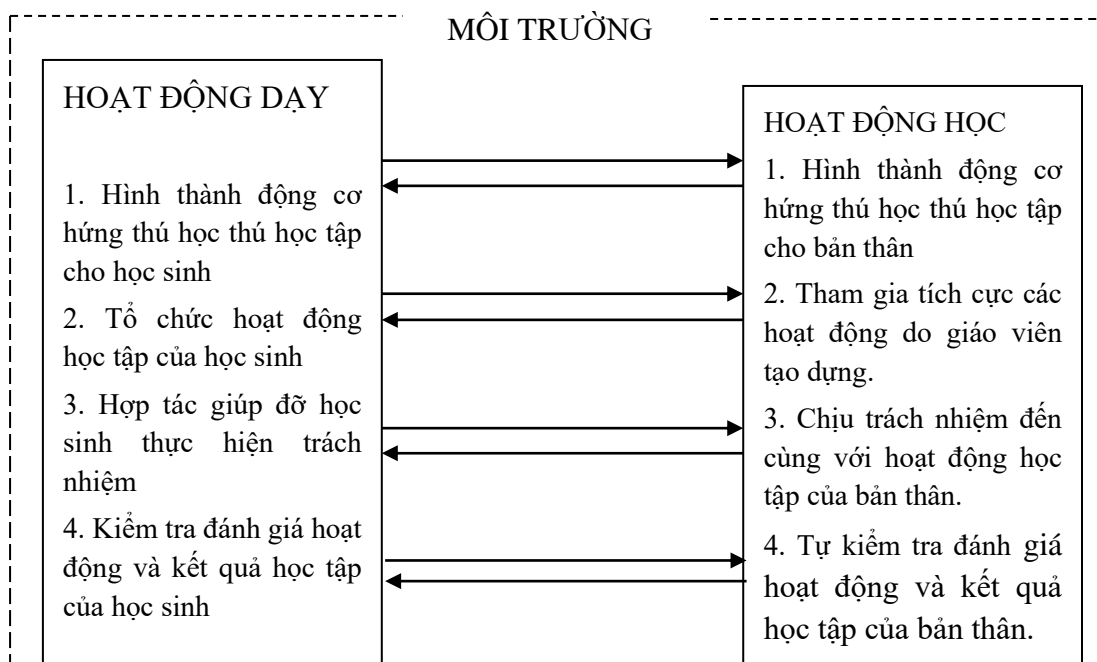 MÔI TRƯỜNG
HOẠT ĐỘNG DẠY
1. Hình thành động cơ
hứng thú học thú học tập
cho học sinh
2. Tổ chức hoạt động
học tập của học sinh
3. Hợp tác giúp đỡ học
sinh thực hiện trách
nhiệm
4. Kiểm tra đánh giá hoạt
động và kết quả học tập
của học sinh
HOẠT ĐỘNG HỌC
1. Hình thành động cơ
hứng thú học thú học tập
cho bản thân
2. Tham gia tích cực các
hoạt động do giáo viên
tạo dựng.
3. Chịu trách nhiệm đến
cùng với hoạt động học
tập của bản thân.
4. Tự kiểm tra đánh giá
hoạt động và kết quả
học tập của bản thân.